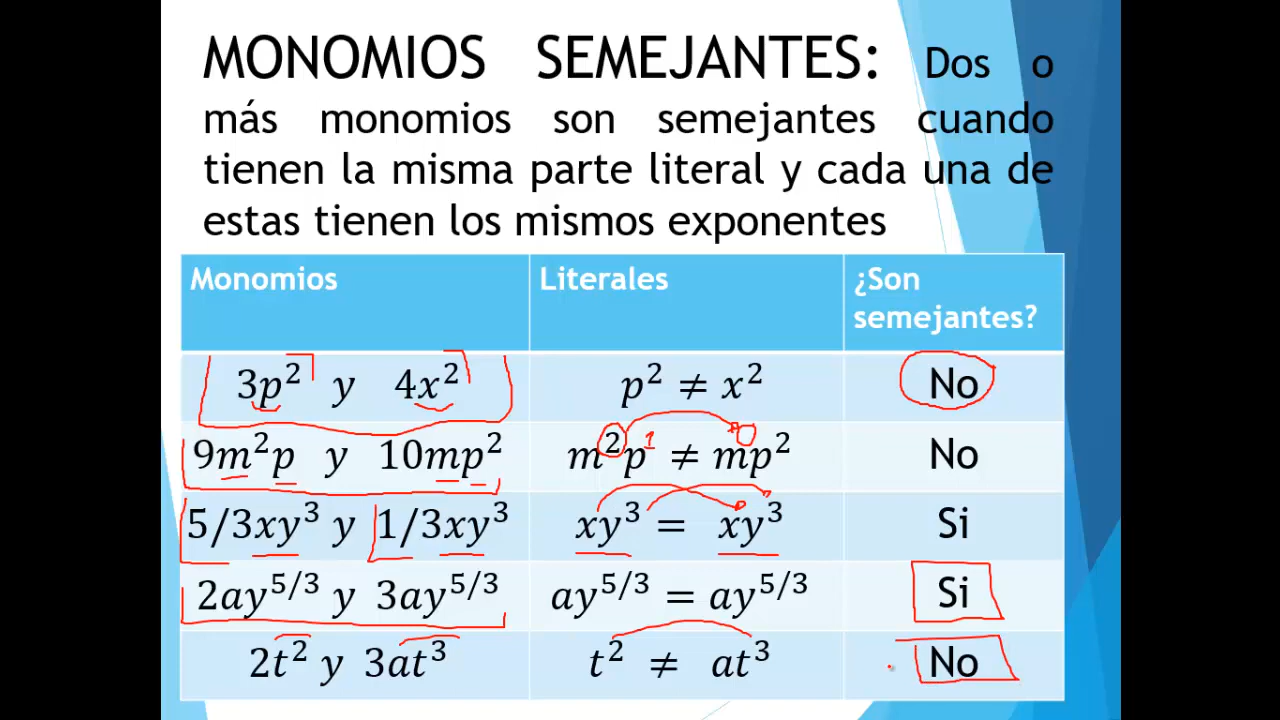 MONOMIOS SEMEJANTES: Dos o
más monomios son semejantes cuando
tienen la misma parte literal y cada una de
estas tienen los mismos exponentes
Monomios Literales ¿Son
semejantes?
3p² y 4x² p² ≠ x² No
9m²p y 10mp² m²p¹ ≠ mp² No
5/3xy³ y 1/3xy³ xy³ = xy³ Si
2ay^5/3 y 3ay^5/3 ay^5/3 = ay^5/3 Si
2t² y 3at³ t² ≠ at³ No